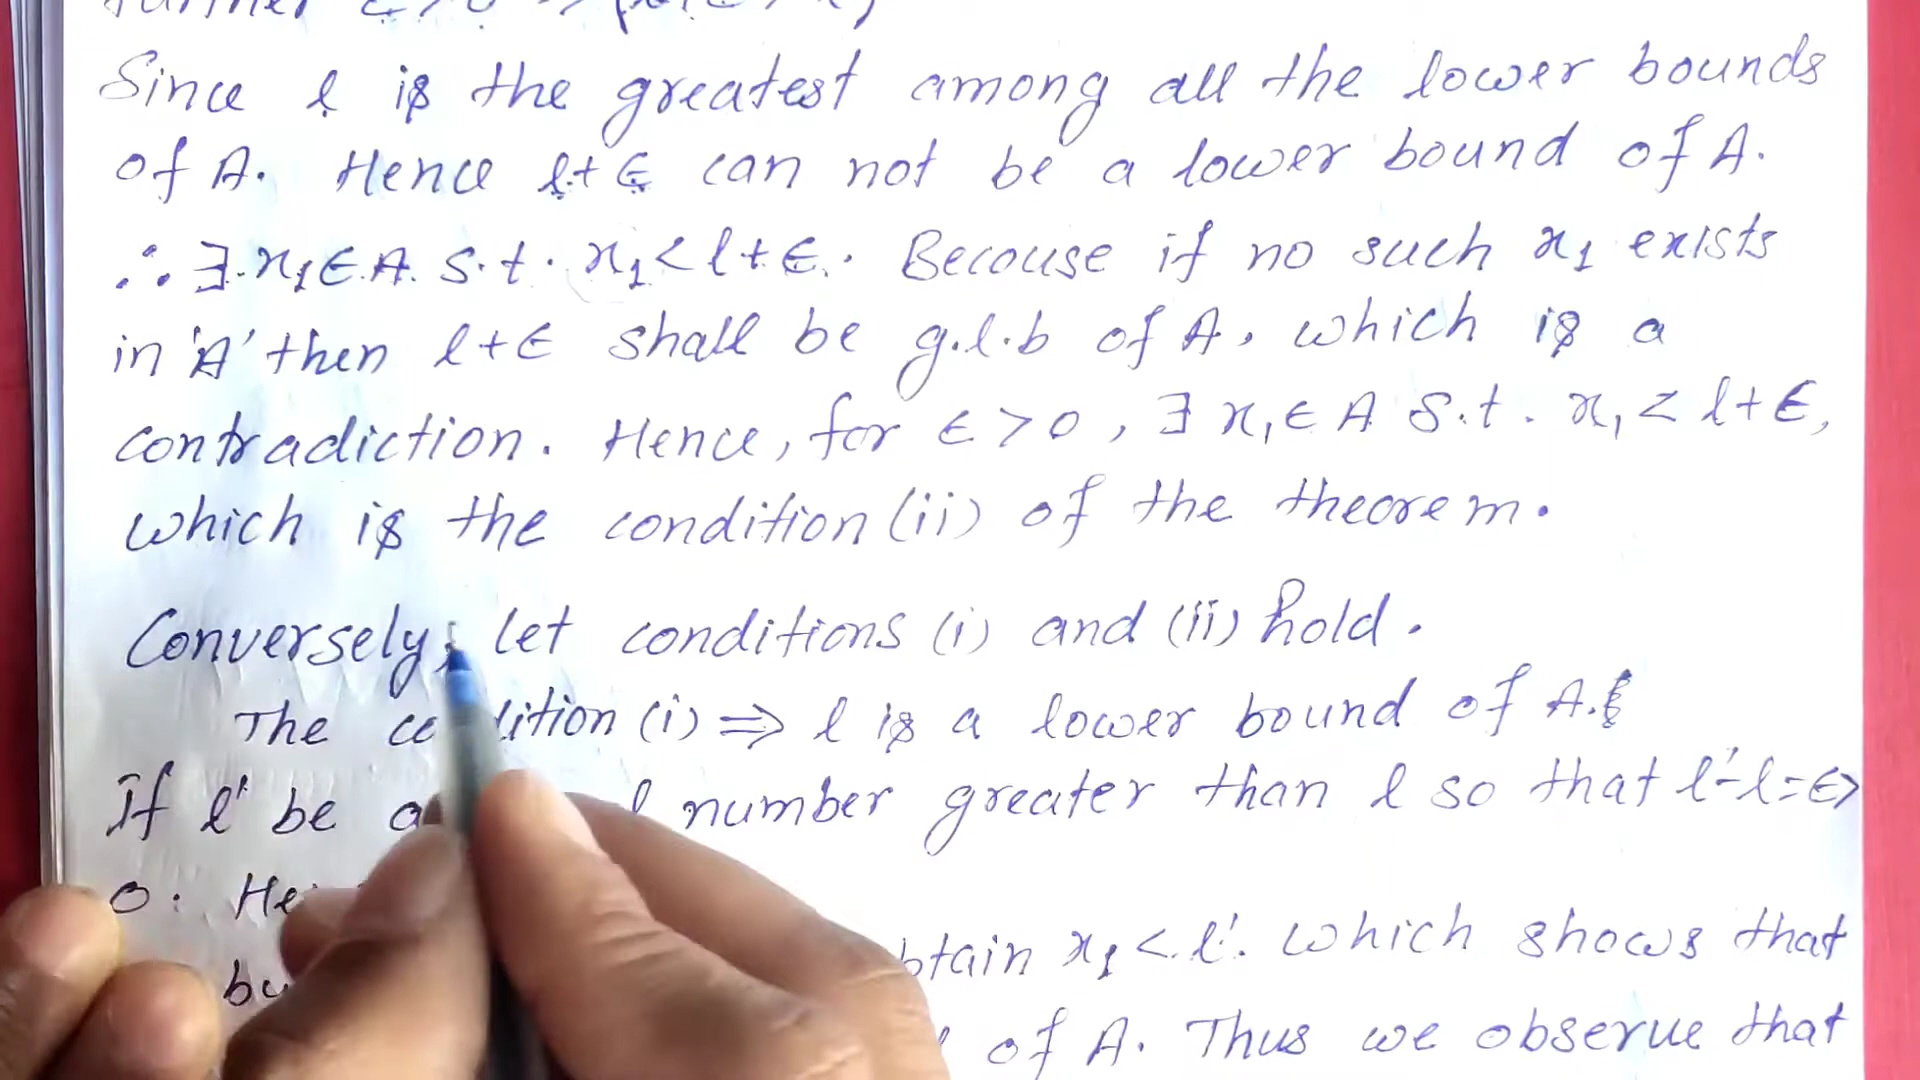 Since l is the greatest among all the lower bounds
of A. Hence l+ϵ can not be a lower bound of A.
∴ ∃ x₁∈A s.t. x₁<l+ϵ. Becouse if no such x₁ exists
in 'A' then l+ϵ shall be g.l.b of A, which is a
contradiction. Hence, for ϵ>0, ∃ x₁∈A s.t. x₁<l+ϵ,
which is the condition (ii) of the theorem.
Conversely, let conditions (i) and (ii) hold.
The condition (i) ⇒ l is a lower bound of A.
If l' be number greater than l so that l'-l=ϵ>
0.
x₁<l'. which shows that
of A. Thus we observe that